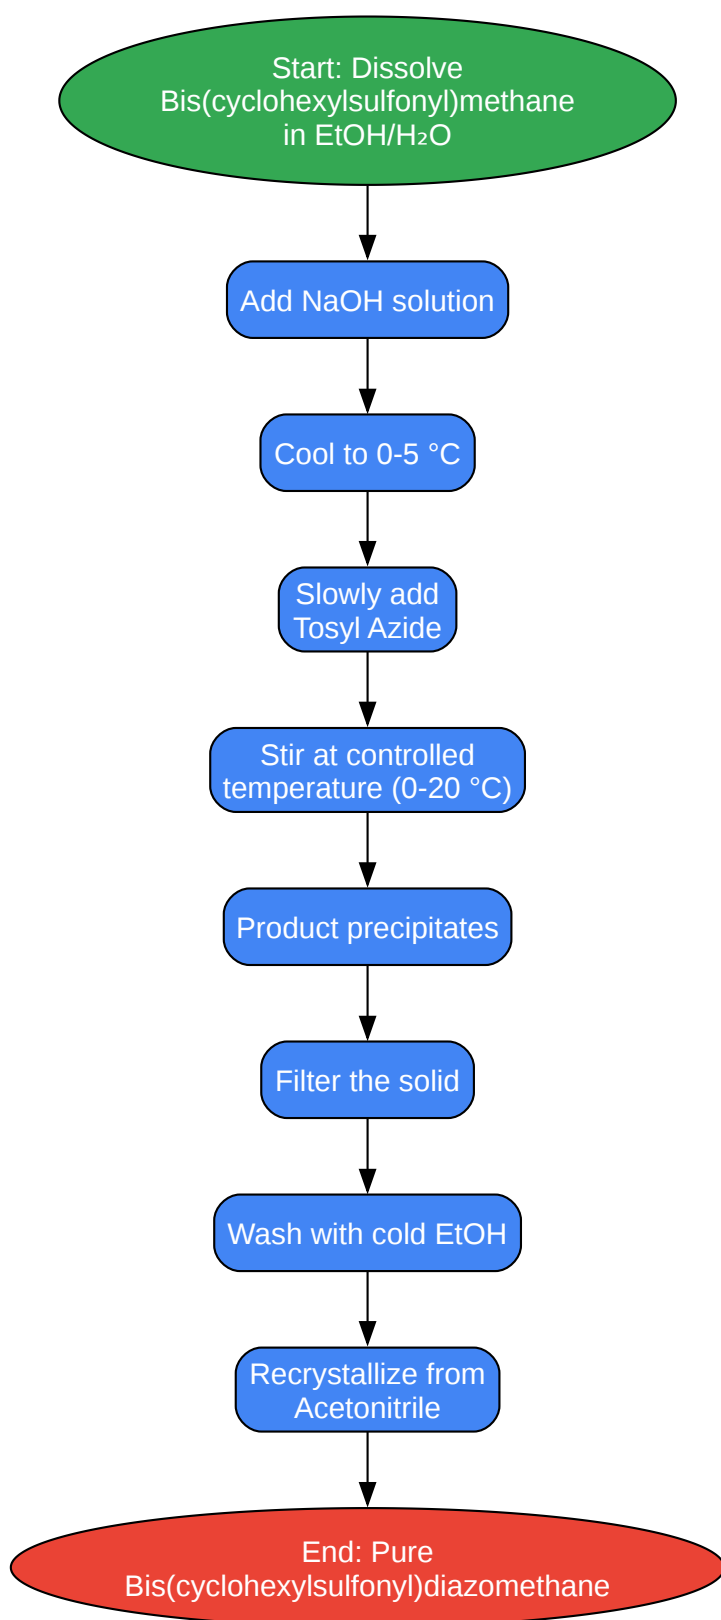 Start: Dissolve
Bis(cyclohexylsulfonyl)methane
in EtOH/H₂O
Add NaOH solution
Cool to 0-5 °C
Slowly add
Tosyl Azide
Stir at controlled
temperature (0-20 °C)
Product precipitates
Filter the solid
Wash with cold EtOH
Recrystallize from
Acetonitrile
End: Pure
Bis(cyclohexylsulfonyl)diazomethane